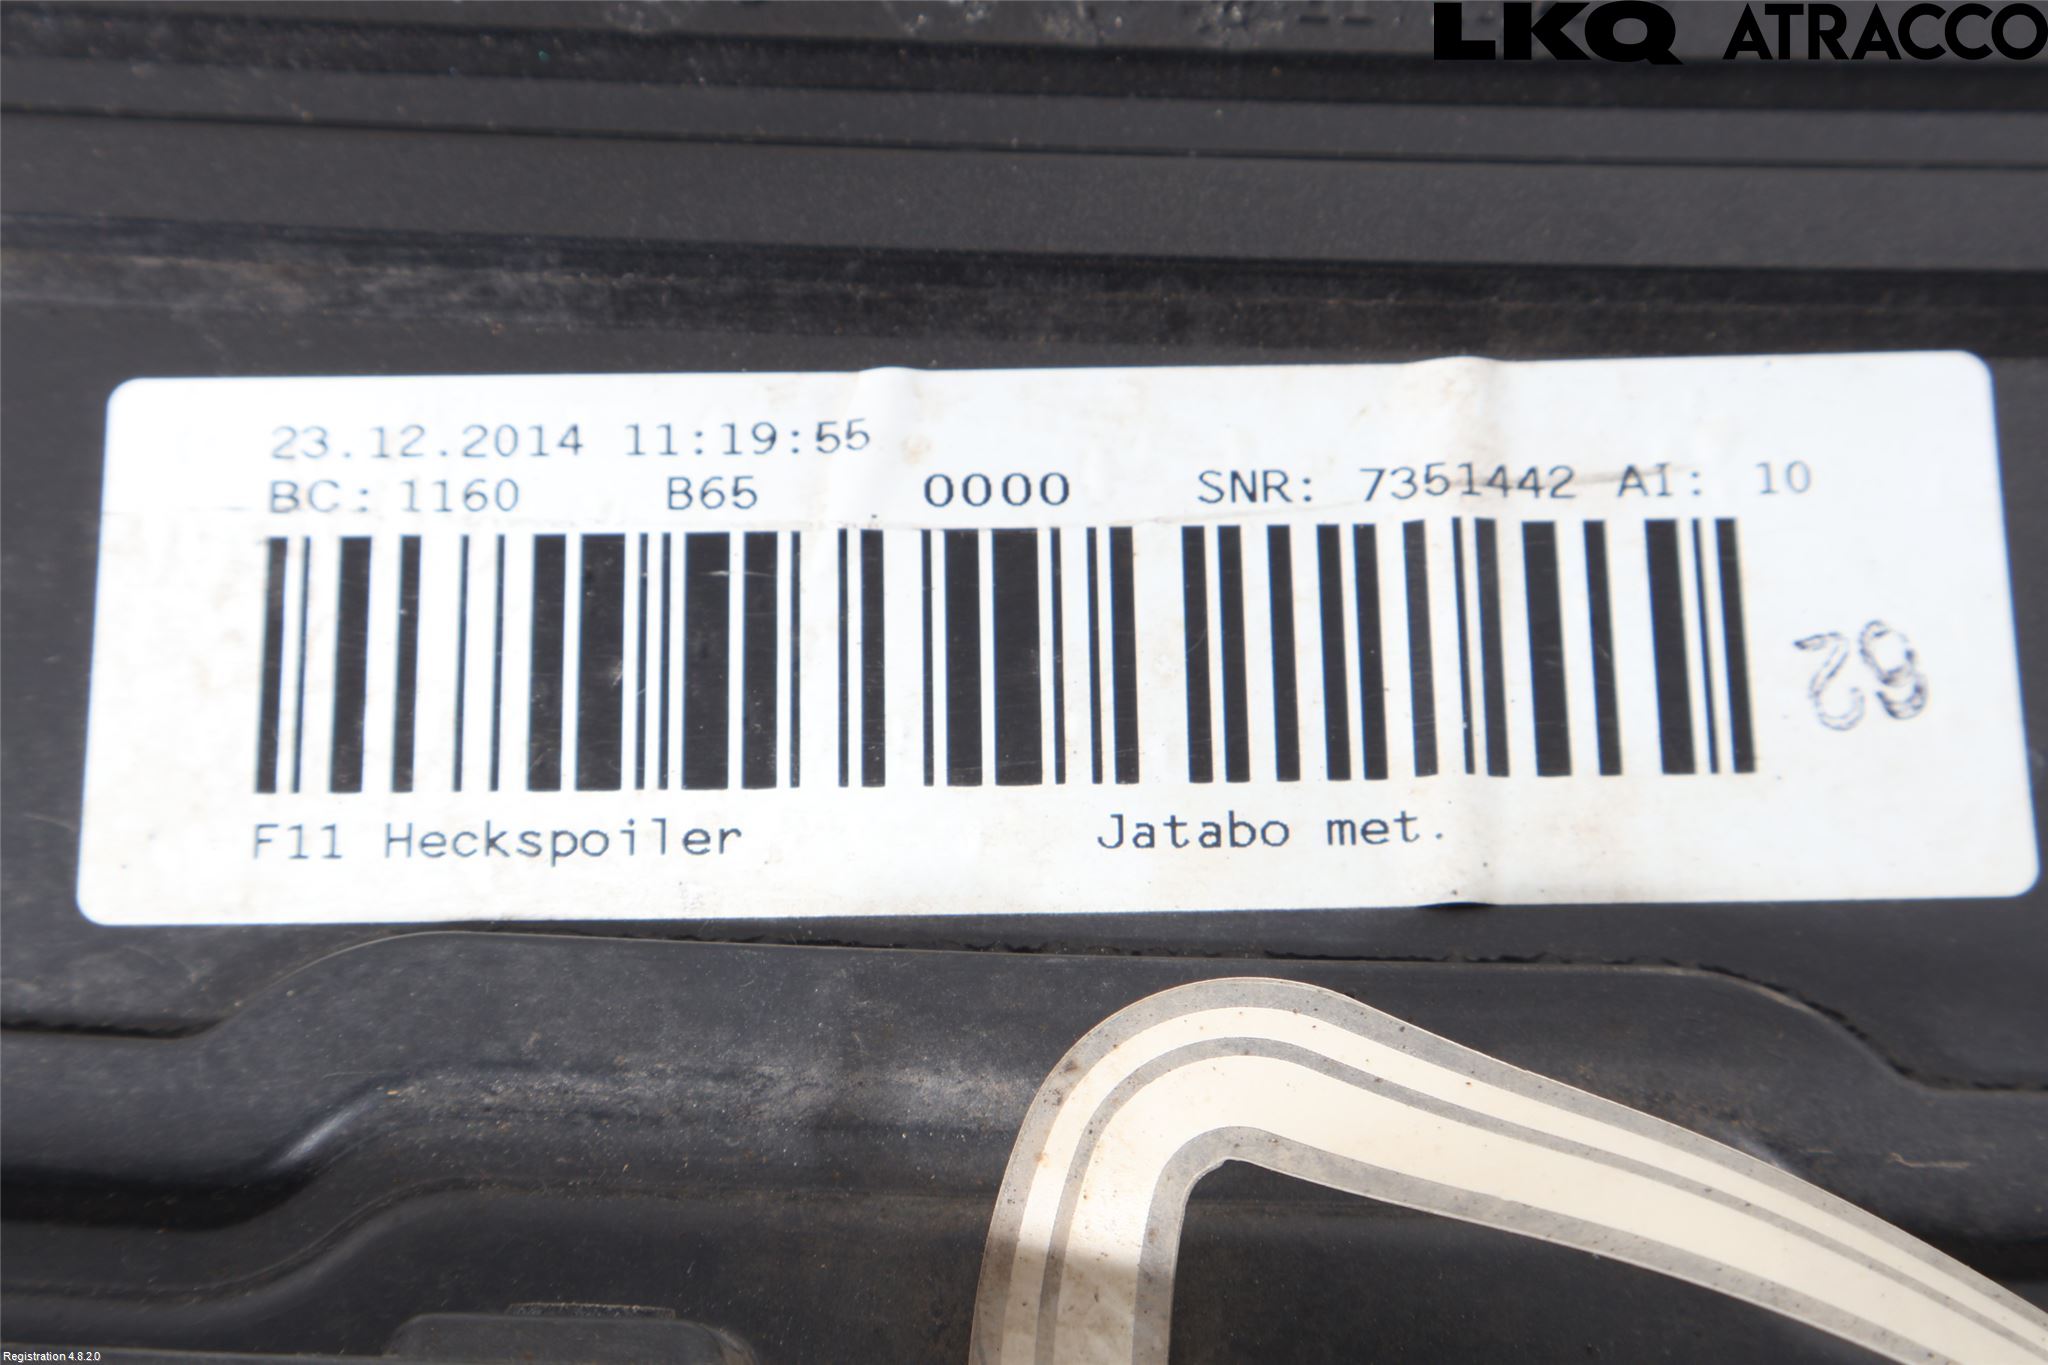 LKQ ATRACCO
23.12.2014 11:19:55
BC: 1160 B65 0000 SNR: 7351442 AI: 10
62
F11 Heckspoiler Jatabo met.
Registration 4.8.2.0